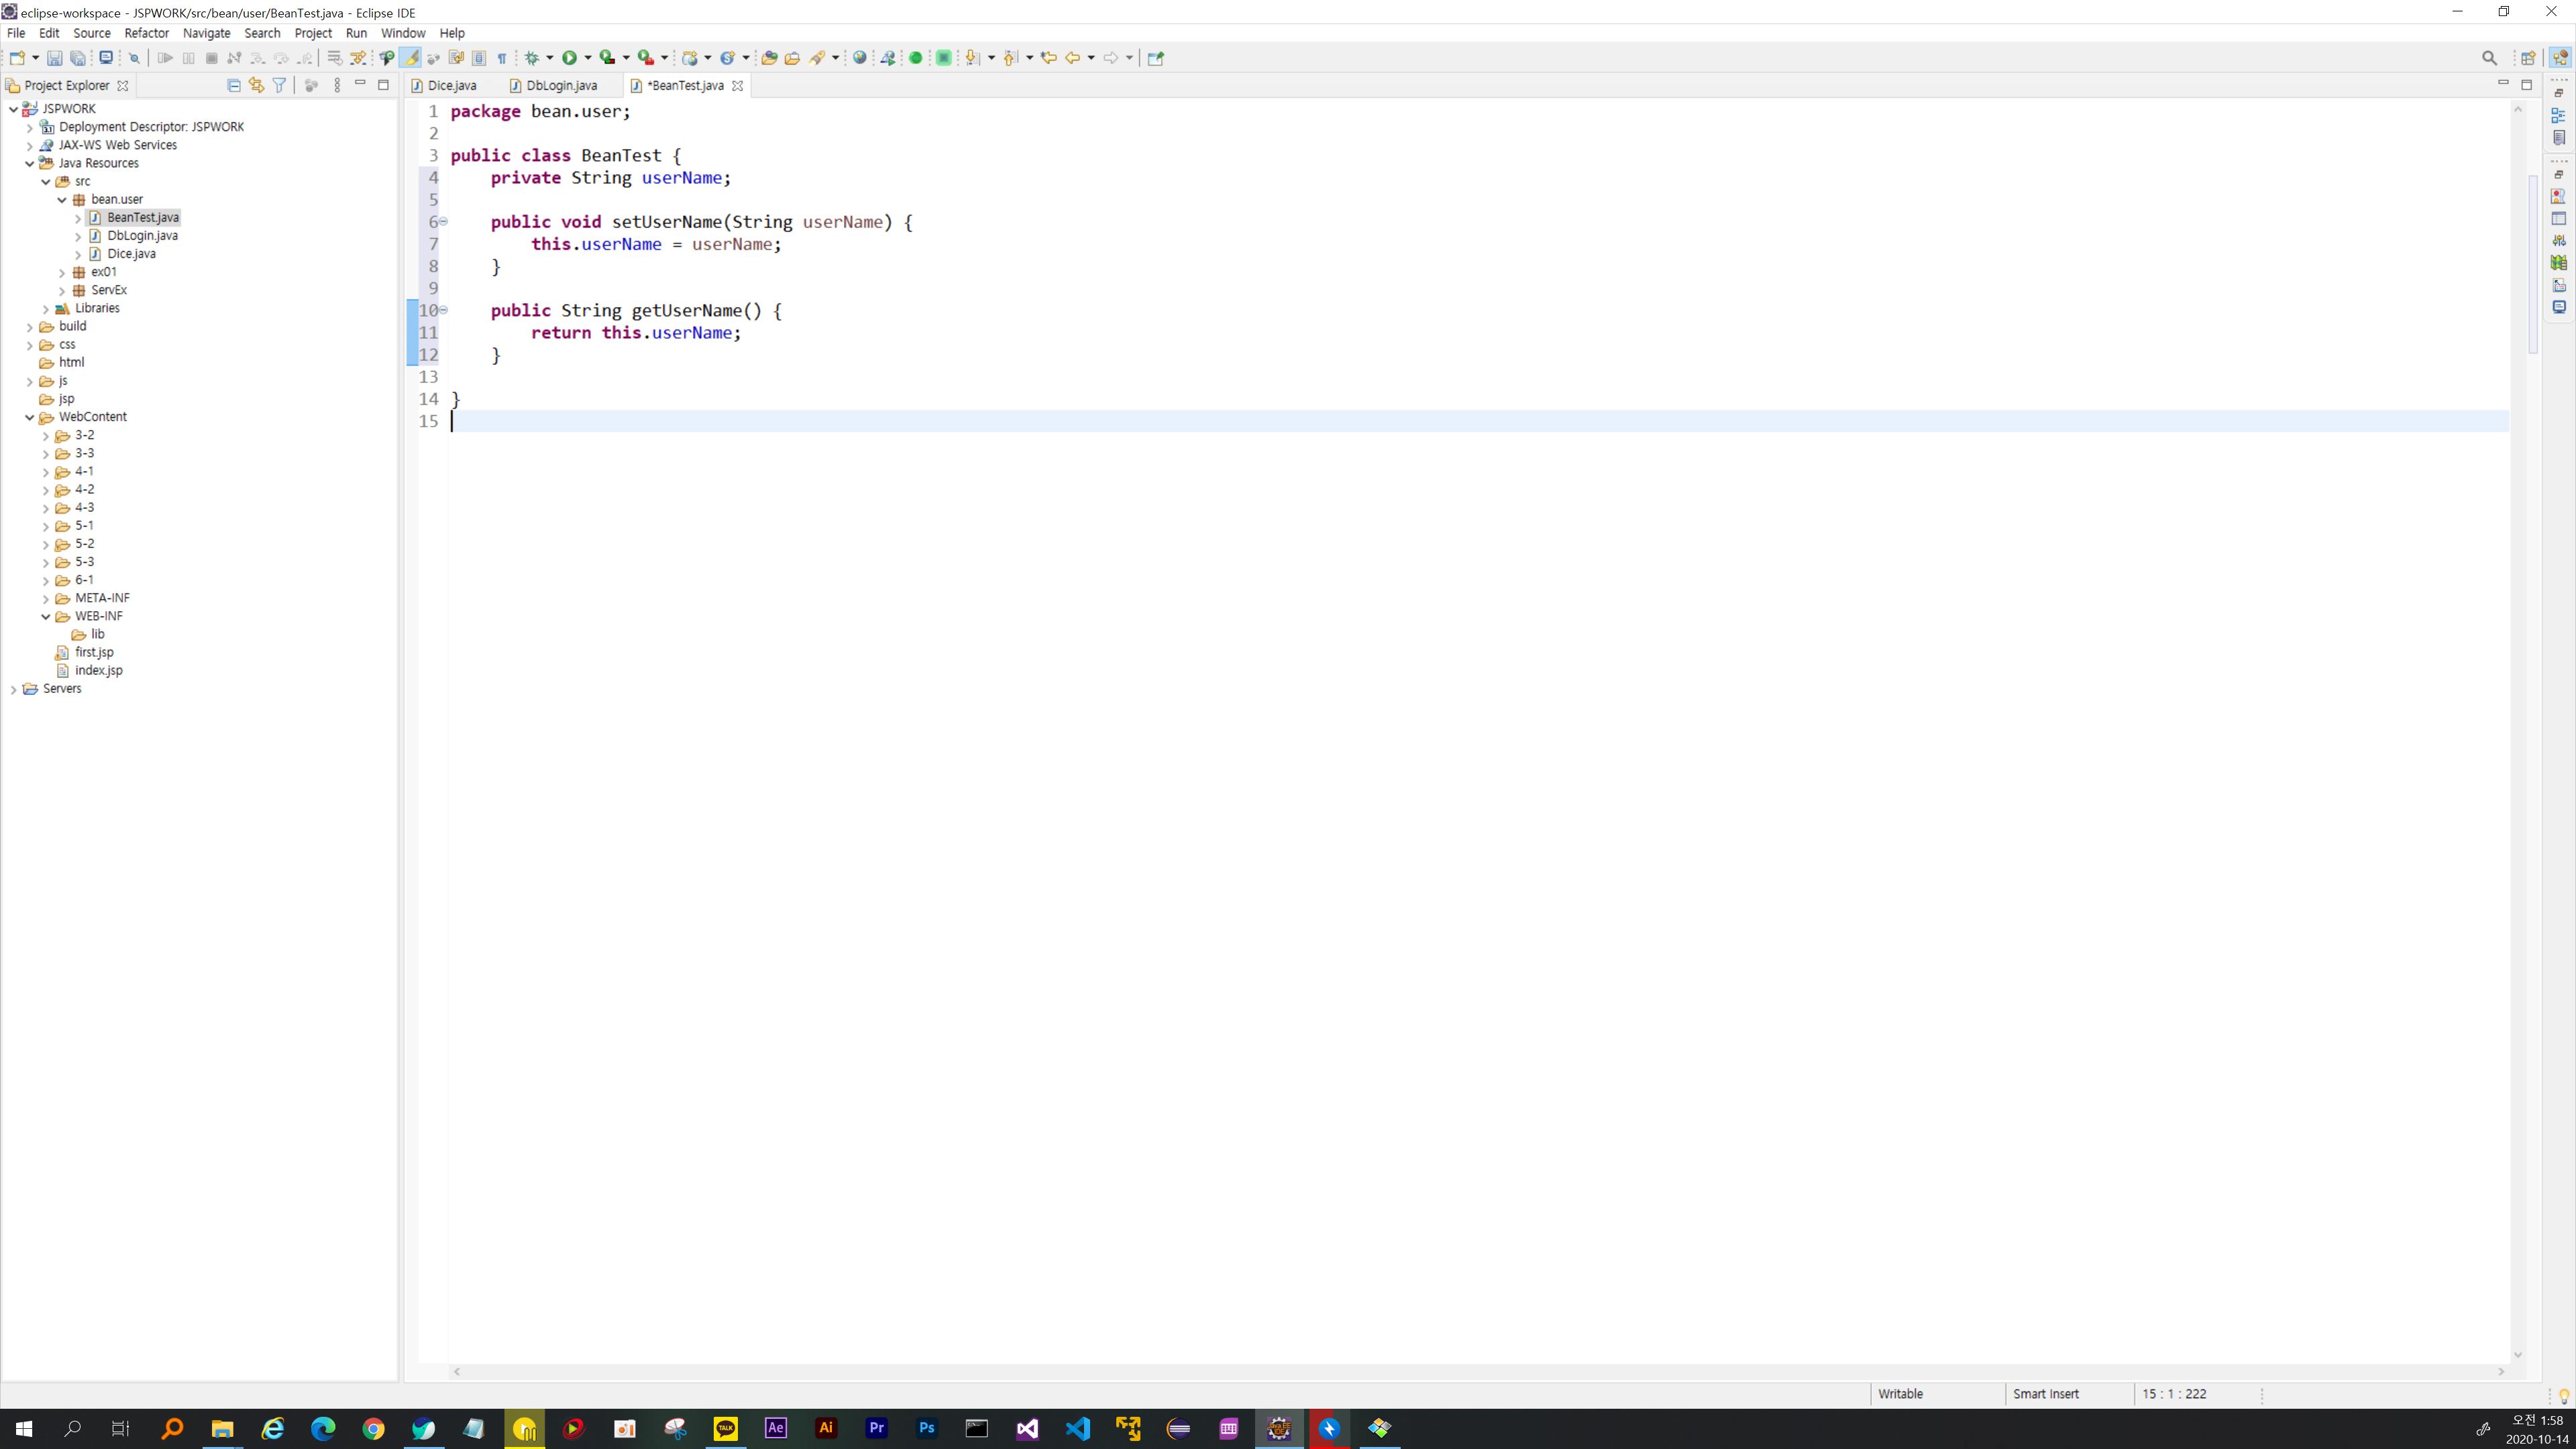 eclipse-workspace - JSPWORK/src/bean/user/BeanTest.java - Eclipse IDE
File Edit Source Refactor Navigate Search Project Run Window Help
Project Explorer
JSPWORK
Deployment Descriptor: JSPWORK
JAX-WS Web Services
Java Resources
src
bean.user
BeanTest.java
DbLogin.java
Dice.java
ex01
ServEx
Libraries
build
css
html
js
jsp
WebContent
3-2
3-3
4-1
4-2
4-3
5-1
5-2
5-3
6-1
META-INF
WEB-INF
lib
first.jsp
index.jsp
Servers
Dice.java DbLogin.java *BeanTest.java
1 package bean.user;
2
3 public class BeanTest {
4 private String userName;
5
6 public void setUserName(String userName) {
7 this.userName = userName;
8 }
9
10 public String getUserName() {
11 return this.userName;
12 }
13
14 }
15
Writable Smart Insert 15 : 1 : 222
TALK Ae Ai Pr Ps
오전 1:58
2020-10-14